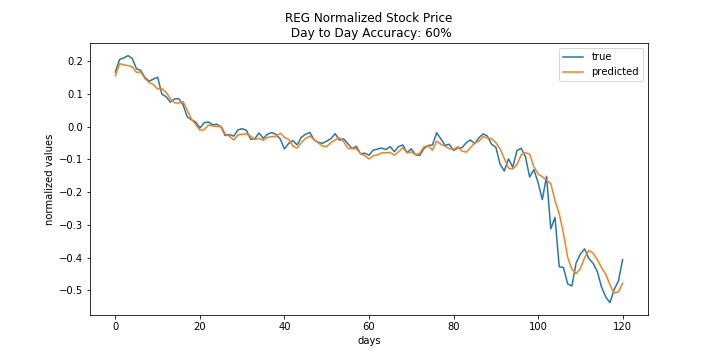 REG Normalized Stock Price
Day to Day Accuracy: 60%
true
predicted
normalized values
0.2
0.1
0.0
−0.1
−0.2
−0.3
−0.4
−0.5
0
20
40
60
80
100
120
days